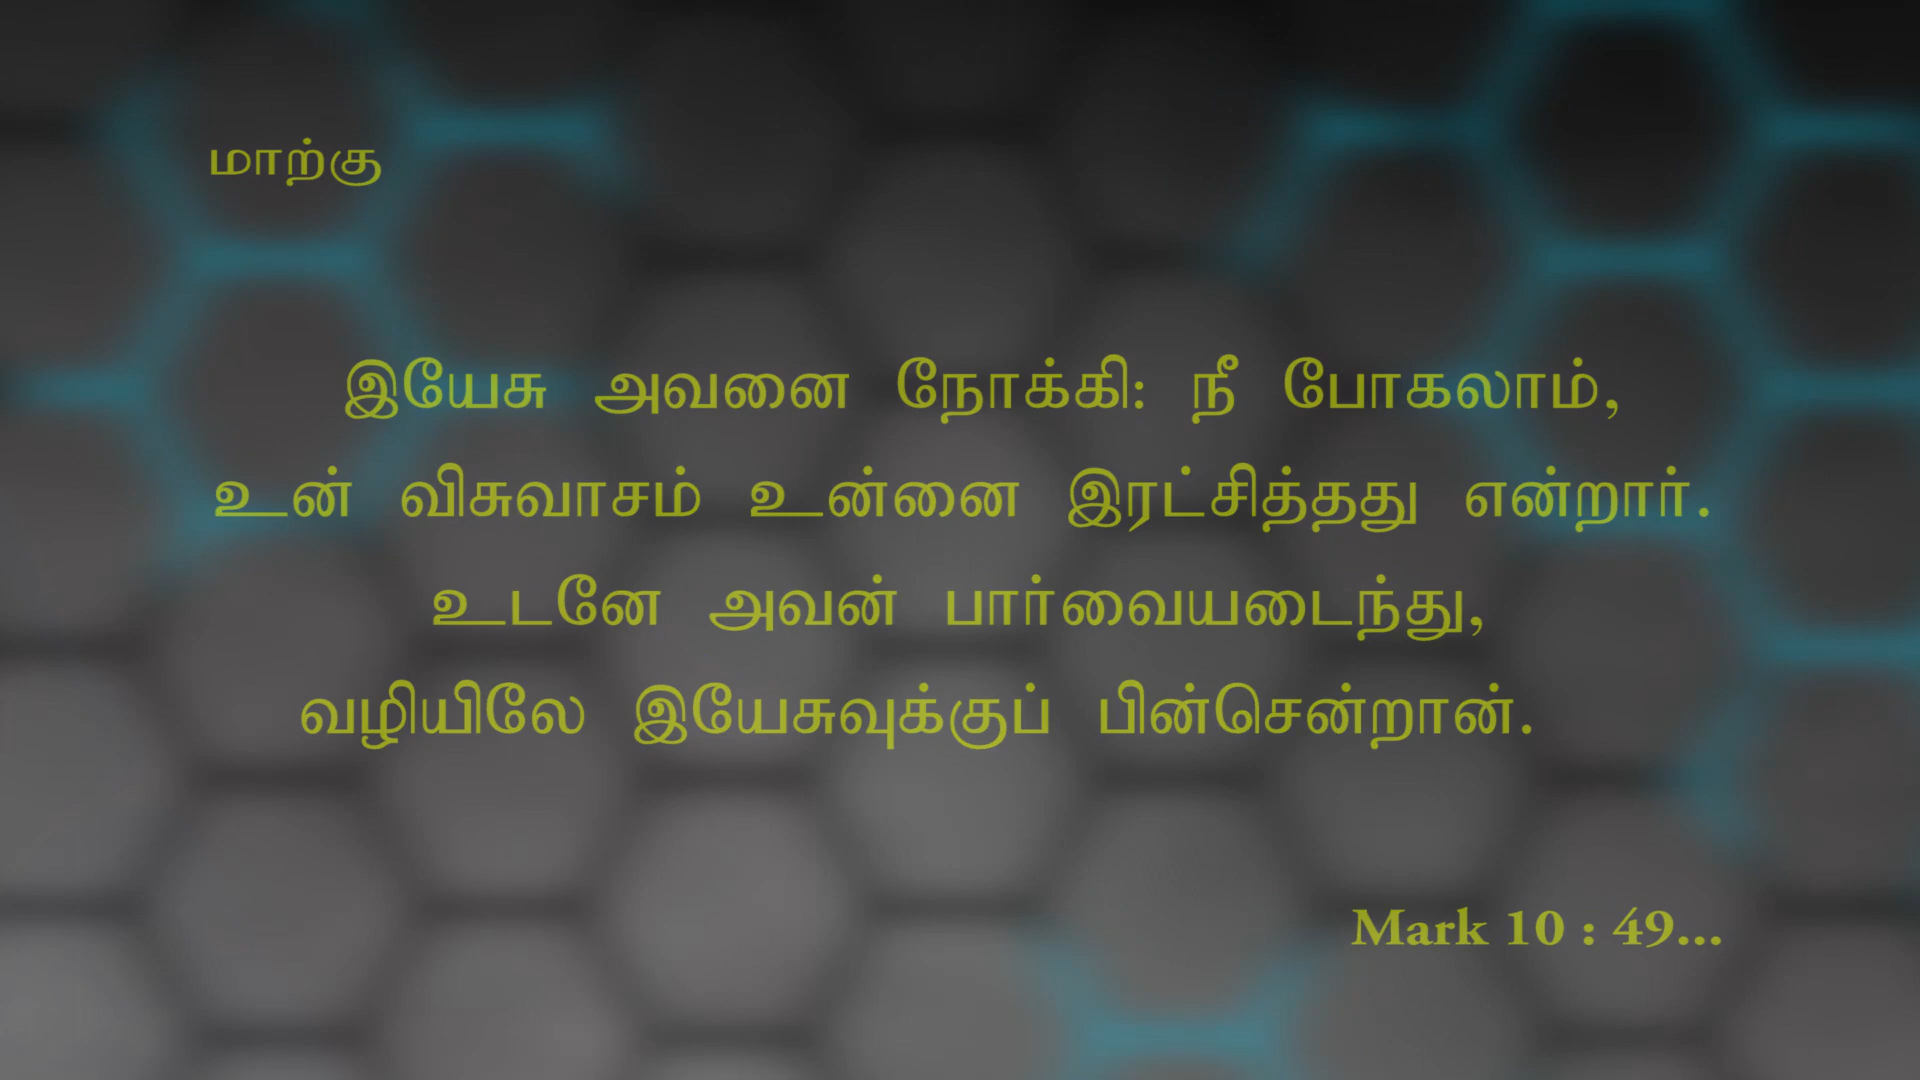 மாற்கு
இயேசு அவனை நோக்கி: நீ போகலாம்,
உன் விசுவாசம் உன்னை இரட்சித்தது என்றார்.
உடனே அவன் பார்வையடைந்து,
வழியிலே இயேசுவுக்குப் பின்சென்றான்.
Mark 10 : 49...